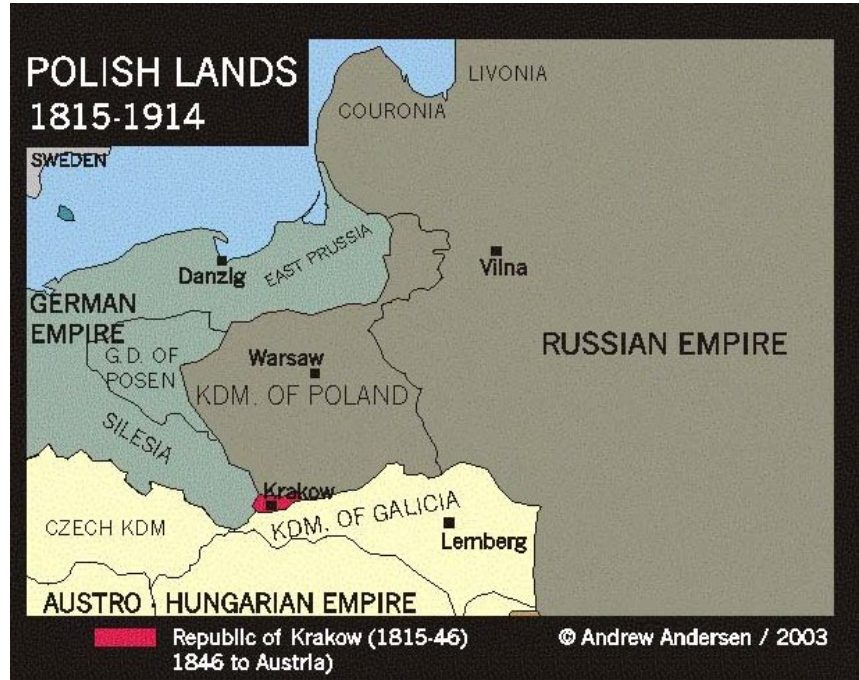 POLISH LANDS
1815-1914
LIVONIA
COURONIA
SWEDEN
EAST PRUSSIA
Danzig
Vilna
GERMAN
EMPIRE
G.D. OF
POSEN
Warsaw
KDM. OF POLAND
RUSSIAN EMPIRE
SILESIA
Krakow
KDM. OF GALICIA
CZECH KDM
Lemberg
AUSTRO - HUNGARIAN EMPIRE
Republic of Krakow (1815-46)
1846 to Austria)
© Andrew Andersen / 2003